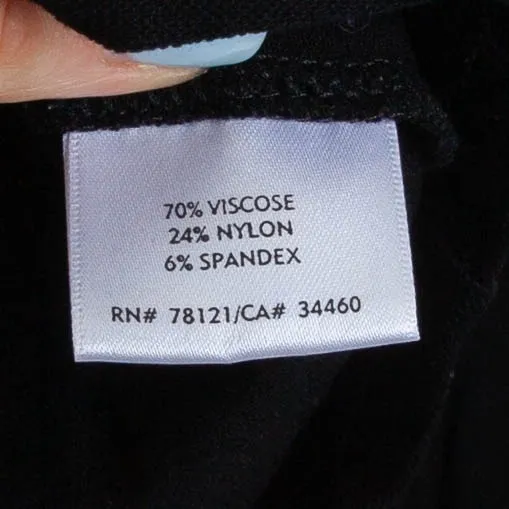 70% VISCOSE
24% NYLON
6% SPANDEX
RN# 78121/CA# 34460